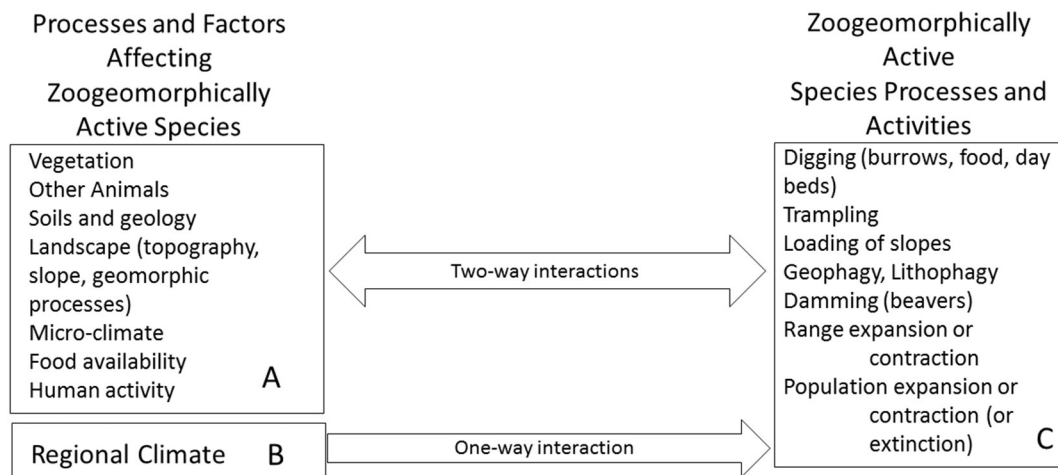 Processes and Factors
Affecting
Zoogeomorphically
Active Species
Vegetation
Other Animals
Soils and geology
Landscape (topography,
slope, geomorphic
processes)
Micro-climate
Food availability
Human activity
A
Regional Climate
B
Two-way interactions
One-way interaction
Zoogeomorphically
Active
Species Processes and
Activities
Digging (burrows, food, day
beds)
Trampling
Loading of slopes
Geophagy, Lithophagy
Damming (beavers)
Range expansion or
contraction
Population expansion or
contraction (or
extinction)
C